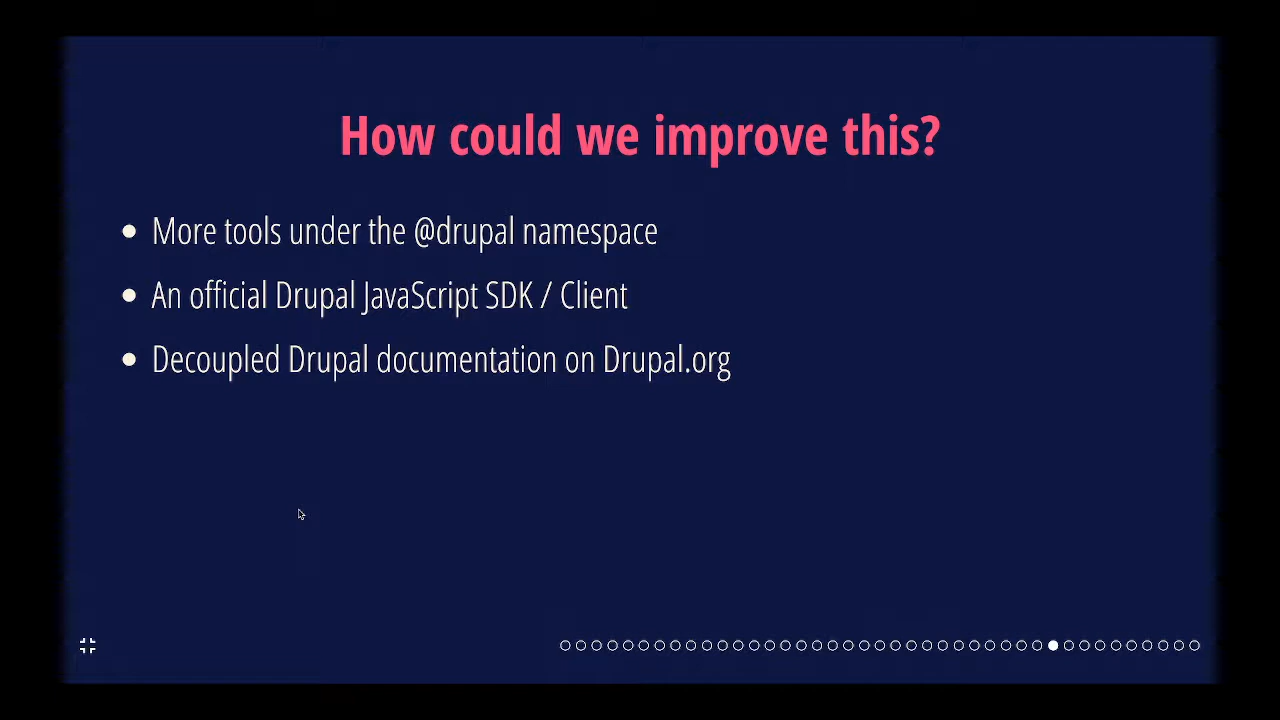 How could we improve this?
More tools under the @drupal namespace
An official Drupal JavaScript SDK / Client
Decoupled Drupal documentation on Drupal.org